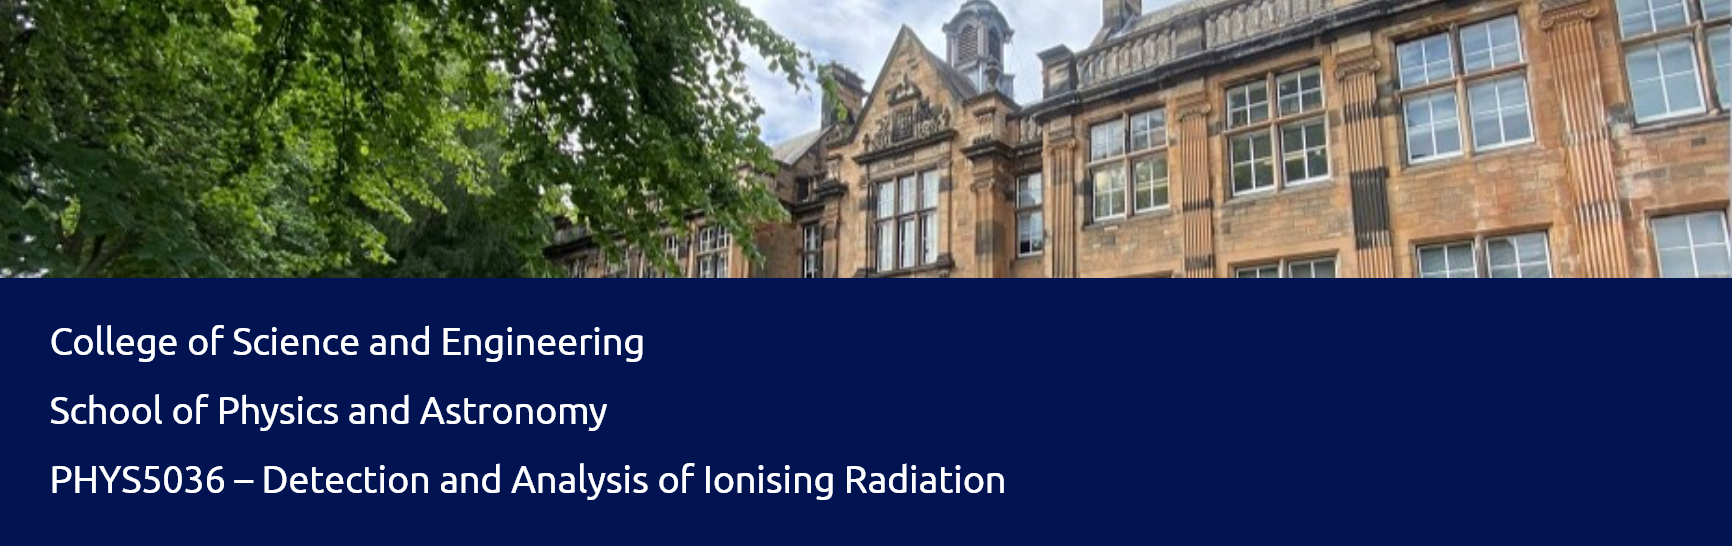 College of Science and Engineering
School of Physics and Astronomy
PHYS5036 – Detection and Analysis of Ionising Radiation